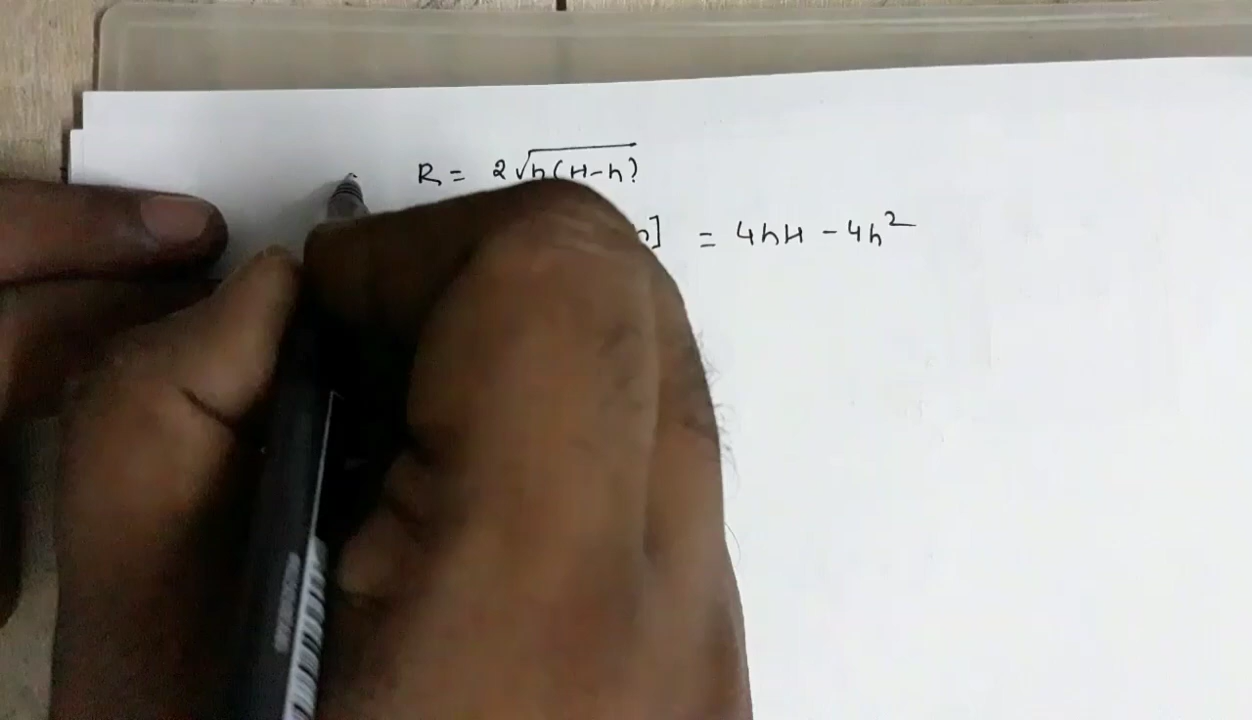 R = 2√h(H-h)
] = 4hH - 4h²